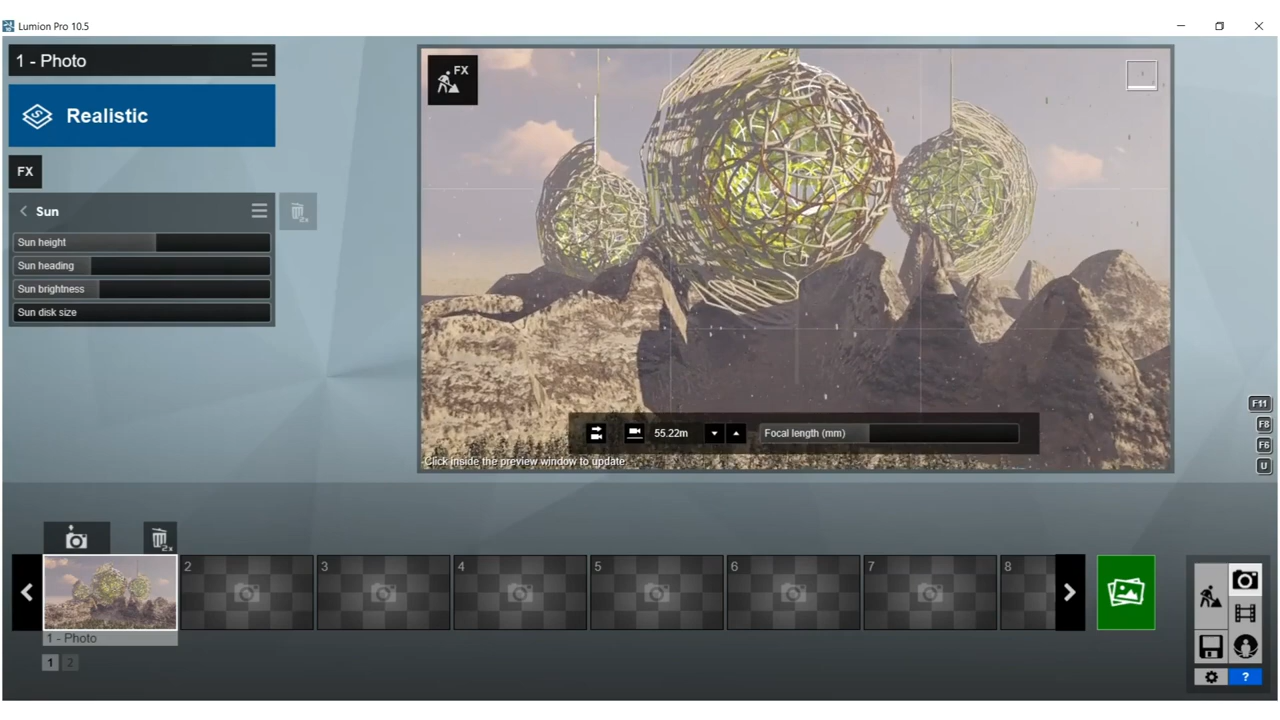 Lumion Pro 10.5
1 - Photo
FX
Realistic
FX
Sun
Sun height
Sun heading
Sun brightness
Sun disk size
55.22m
Focal length (mm)
Click inside the preview window to update
F11
F8
F6
U
2x
2
3
4
5
6
7
8
1 - Photo
1
2
?